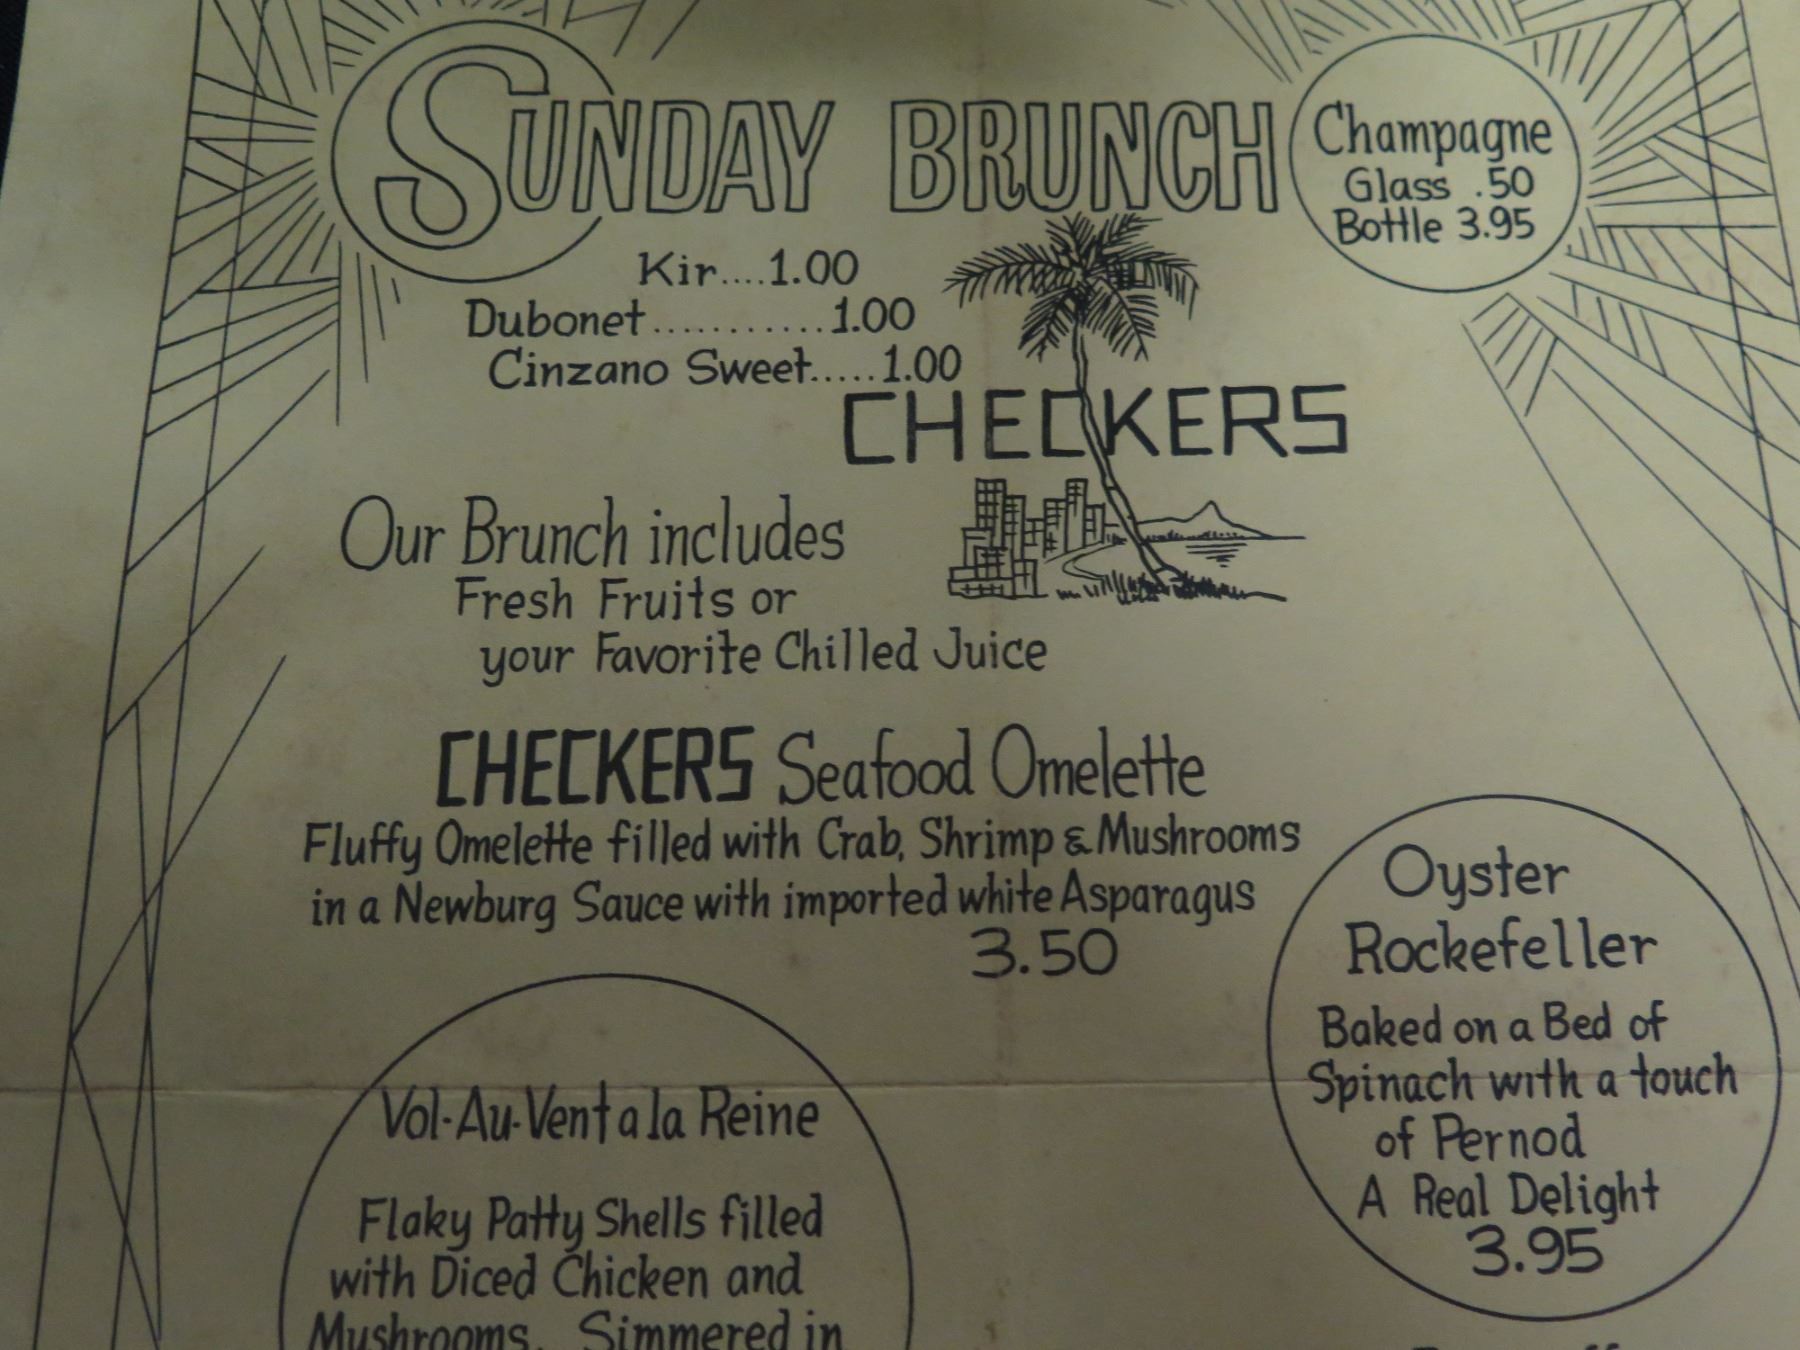 SUNDAY BRUNCH
Champagne
Glass .50
Bottle 3.95
Kir....1.00
Dubonet...........1.00
Cinzano Sweet.....1.00
CHECKERS
Our Brunch includes
Fresh Fruits or
your Favorite Chilled Juice
CHECKERS Seafood Omelette
Fluffy Omelette filled with Crab, Shrimp & Mushrooms
in a Newburg Sauce with imported white Asparagus
3.50
Oyster
Rockefeller
Baked on a Bed of
Spinach with a touch
of Pernod
A Real Delight
3.95
Vol-Au-Vent a la Reine
Flaky Patty Shells filled
with Diced Chicken and
Mushrooms. Simmered in